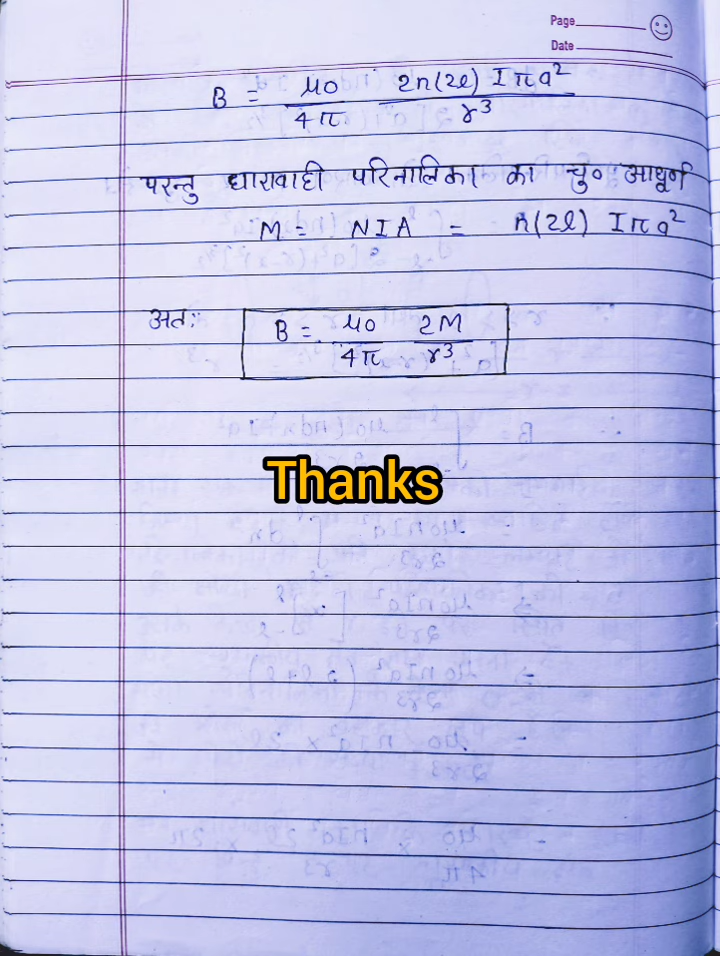 Page
Date
B = μ0/4π 2n(2l) Iπa²/r³
परन्तु धारावाही परिनालिका का चु० आधूर्ण
M = NIA = n(2l) Iπa²
अतः B = μ0/4π 2M/r³
Thanks